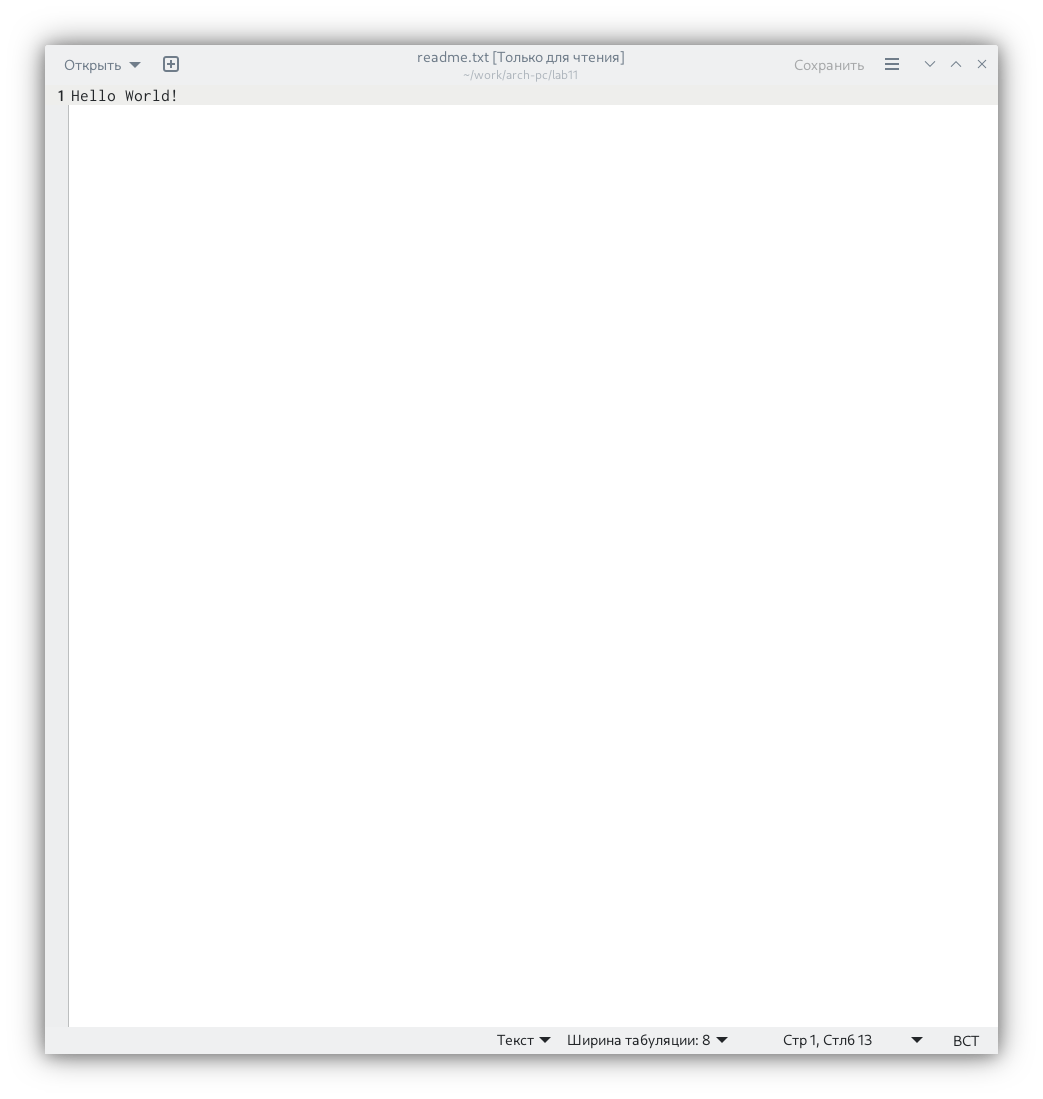 Открыть
readme.txt [Только для чтения]
~/work/arch-pc/lab11
Сохранить
1 Hello World!
Текст Ширина табуляции: 8 Стр 1, Стлб 13 ВСТ